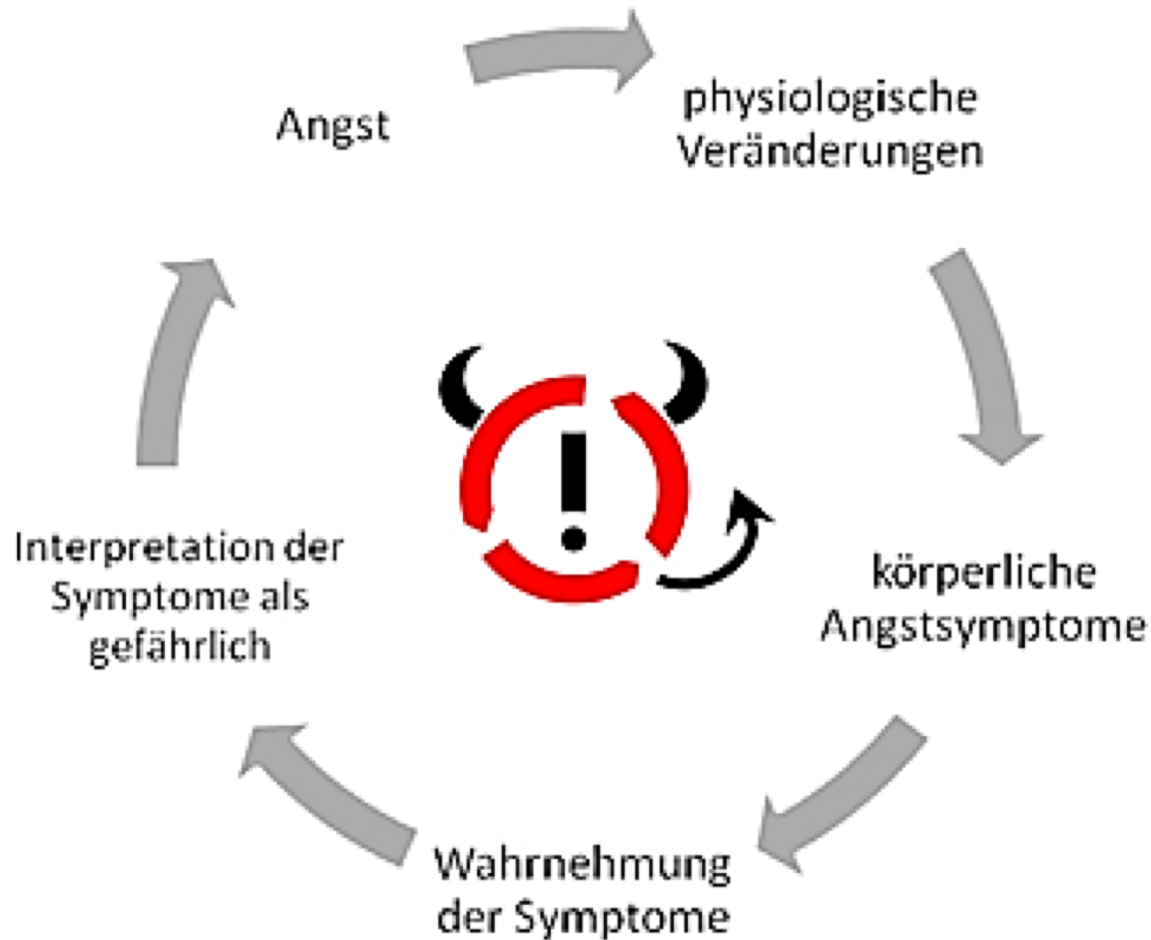 Angst
physiologische
Veränderungen
körperliche
Angstsymptome
Wahrnehmung
der Symptome
Interpretation der
Symptome als
gefährlich
!